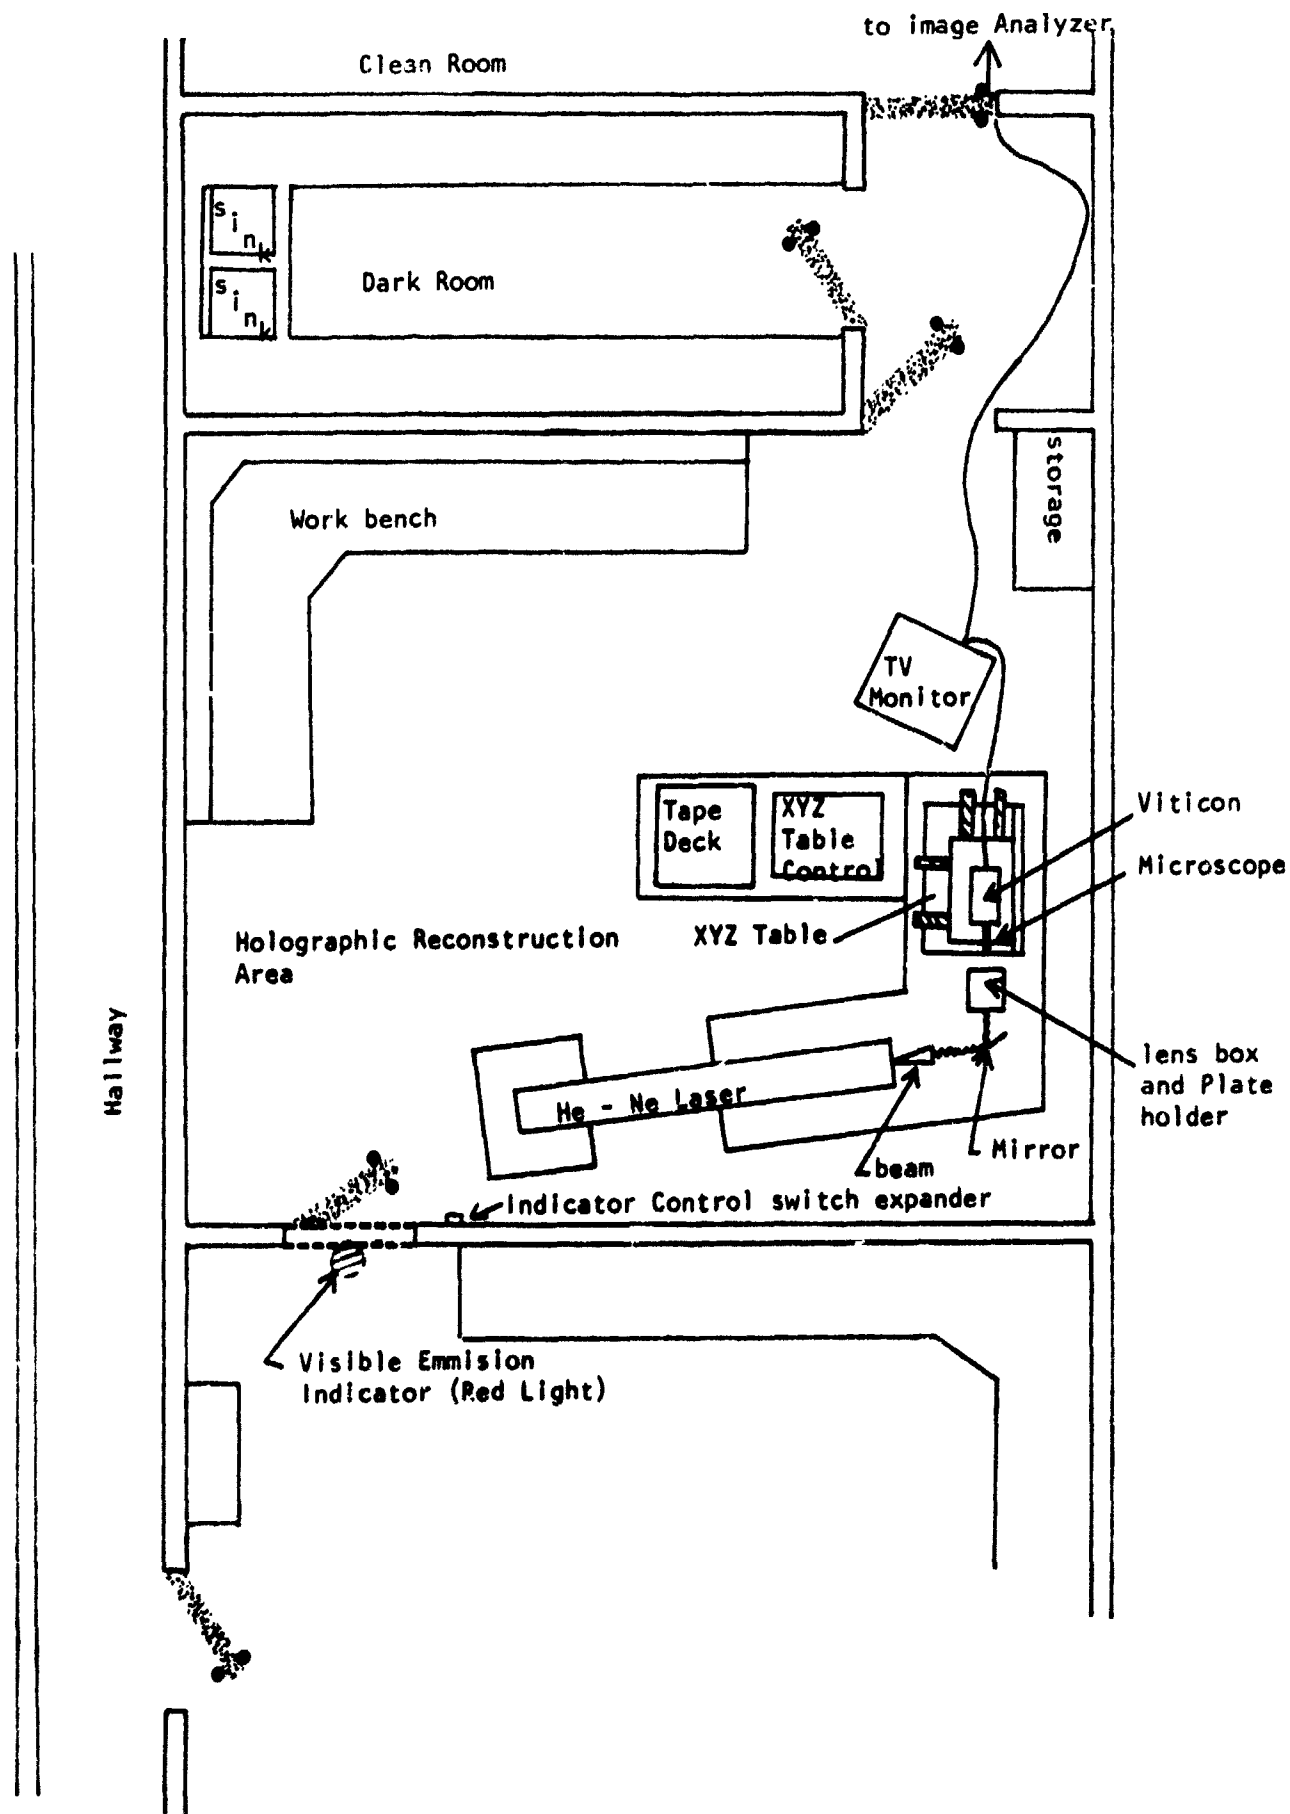 to image Analyzer
Clean Room
sink
Dark Room
sink
storage
Work bench
TV
Monitor
Tape
Deck
XYZ
Table
Control
Viticon
Microscope
XYZ Table
Holographic Reconstruction
Area
Hallway
lens box
and Plate
holder
He - Ne Laser
Mirror
beam
Indicator Control switch expander
Visible Emmision
Indicator (Red Light)